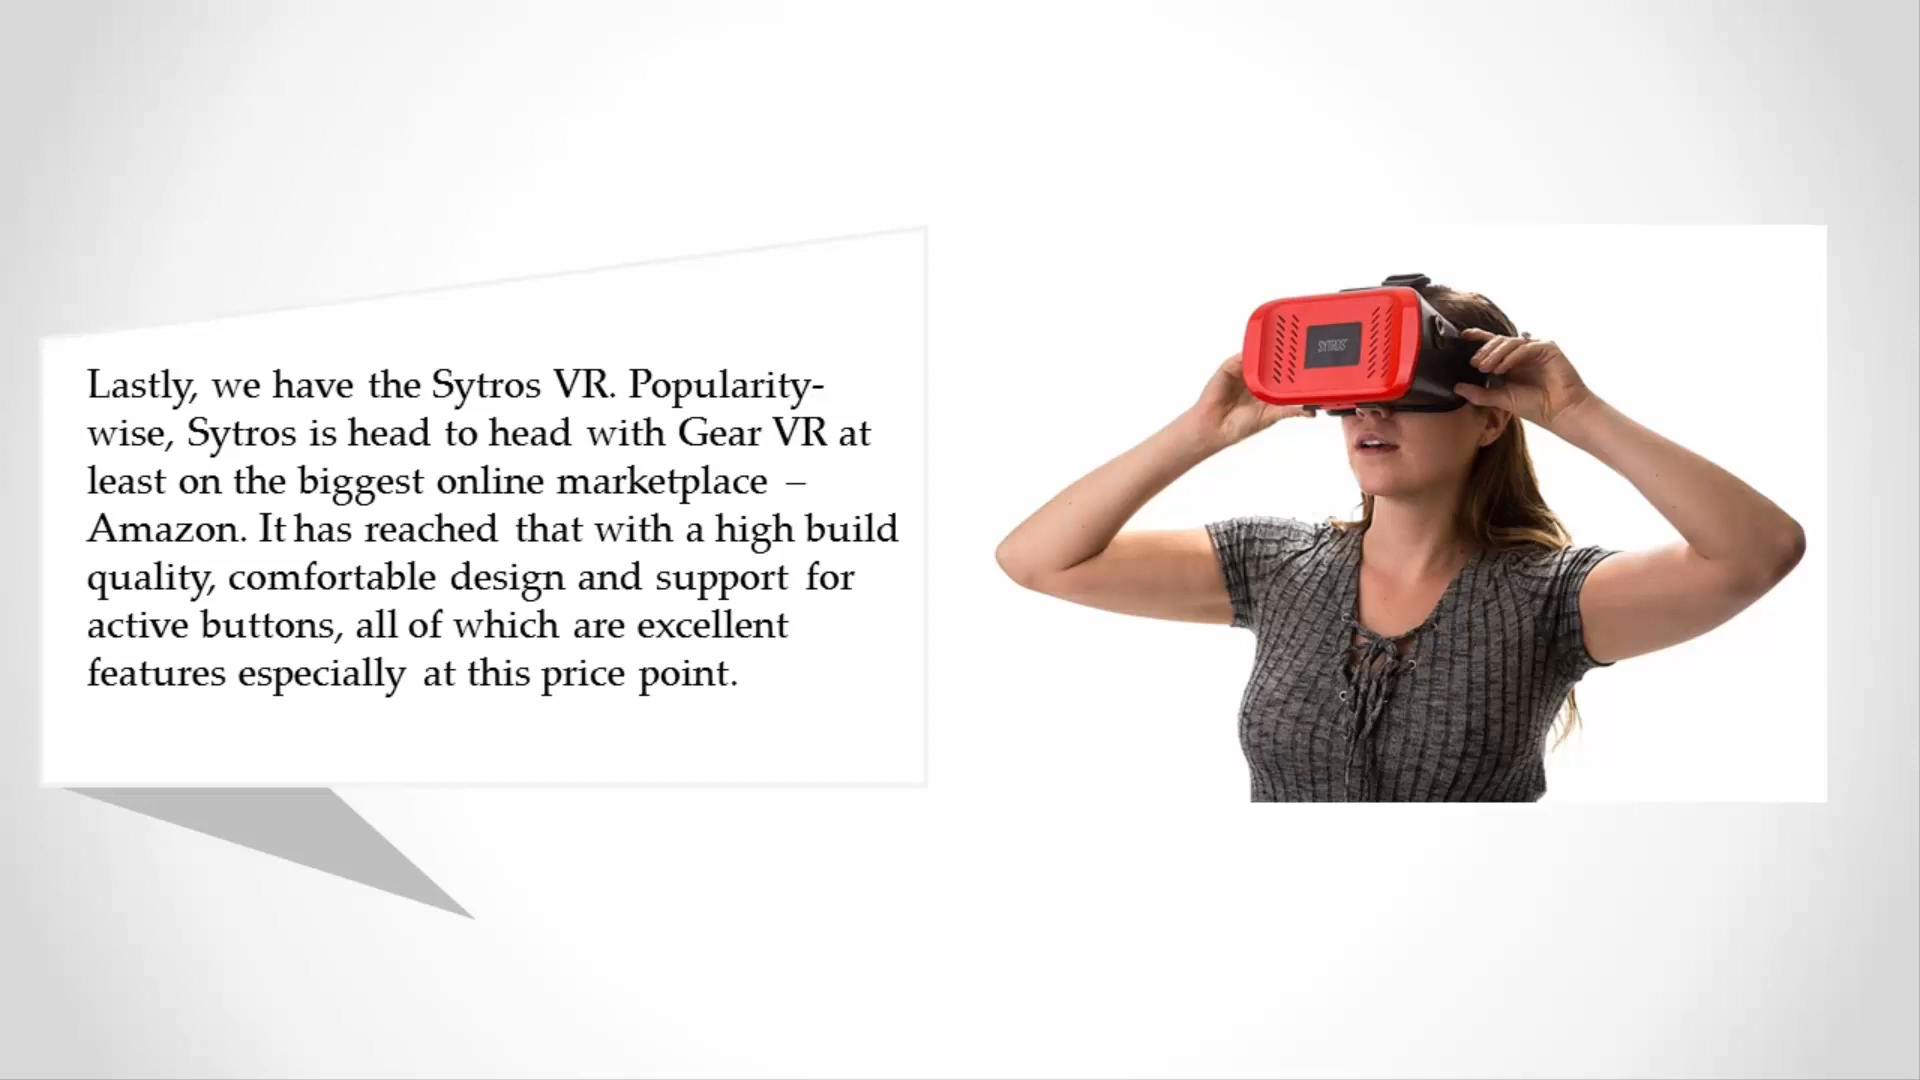 Lastly, we have the Sytros VR. Popularity-
wise, Sytros is head to head with Gear VR at
least on the biggest online marketplace –
Amazon. It has reached that with a high build
quality, comfortable design and support for
active buttons, all of which are excellent
features especially at this price point.
SYTROS